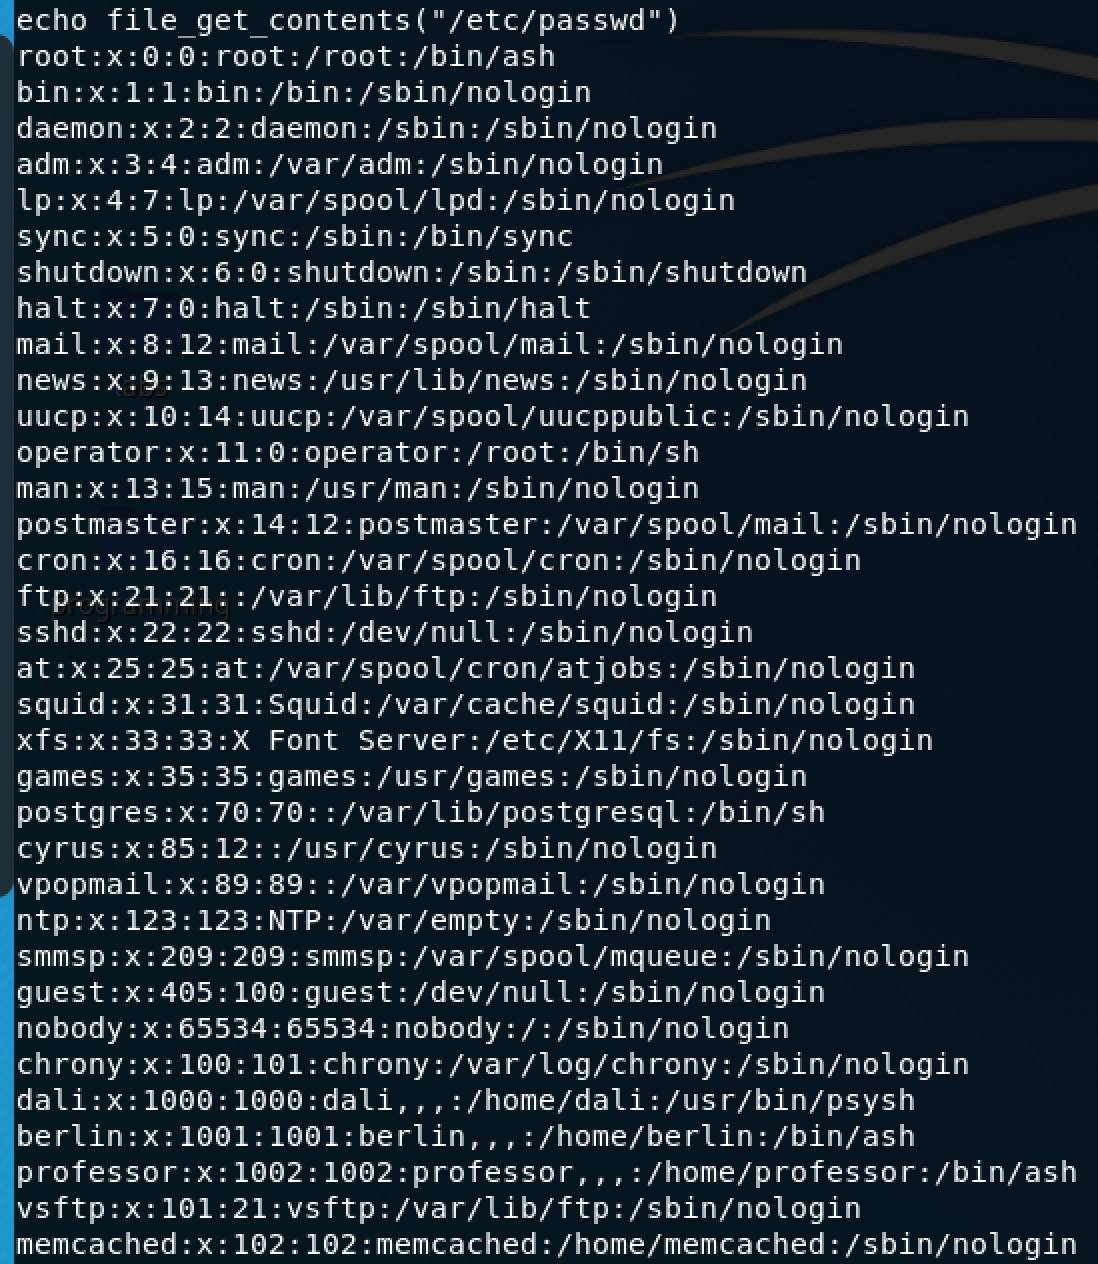 echo file_get_contents("/etc/passwd")
root:x:0:0:root:/root:/bin/ash
bin:x:1:1:bin:/bin:/sbin/nologin
daemon:x:2:2:daemon:/sbin:/sbin/nologin
adm:x:3:4:adm:/var/adm:/sbin/nologin
lp:x:4:7:lp:/var/spool/lpd:/sbin/nologin
sync:x:5:0:sync:/sbin:/bin/sync
shutdown:x:6:0:shutdown:/sbin:/sbin/shutdown
halt:x:7:0:halt:/sbin:/sbin/halt
mail:x:8:12:mail:/var/spool/mail:/sbin/nologin
news:x:9:13:news:/usr/lib/news:/sbin/nologin
uucp:x:10:14:uucp:/var/spool/uucppublic:/sbin/nologin
operator:x:11:0:operator:/root:/bin/sh
man:x:13:15:man:/usr/man:/sbin/nologin
postmaster:x:14:12:postmaster:/var/spool/mail:/sbin/nologin
cron:x:16:16:cron:/var/spool/cron:/sbin/nologin
ftp:x:21:21::/var/lib/ftp:/sbin/nologin
sshd:x:22:22:sshd:/dev/null:/sbin/nologin
at:x:25:25:at:/var/spool/cron/atjobs:/sbin/nologin
squid:x:31:31:Squid:/var/cache/squid:/sbin/nologin
xfs:x:33:33:X Font Server:/etc/X11/fs:/sbin/nologin
games:x:35:35:games:/usr/games:/sbin/nologin
postgres:x:70:70::/var/lib/postgresql:/bin/sh
cyrus:x:85:12::/usr/cyrus:/sbin/nologin
vpopmail:x:89:89::/var/vpopmail:/sbin/nologin
ntp:x:123:123:NTP:/var/empty:/sbin/nologin
smmsp:x:209:209:smmsp:/var/spool/mqueue:/sbin/nologin
guest:x:405:100:guest:/dev/null:/sbin/nologin
nobody:x:65534:65534:nobody:/:/sbin/nologin
chrony:x:100:101:chrony:/var/log/chrony:/sbin/nologin
dali:x:1000:1000:dali,,,:/home/dali:/usr/bin/psysh
berlin:x:1001:1001:berlin,,,:/home/berlin:/bin/ash
professor:x:1002:1002:professor,,,:/home/professor:/bin/ash
vsftp:x:101:21:vsftp:/var/lib/ftp:/sbin/nologin
memcached:x:102:102:memcached:/home/memcached:/sbin/nologin